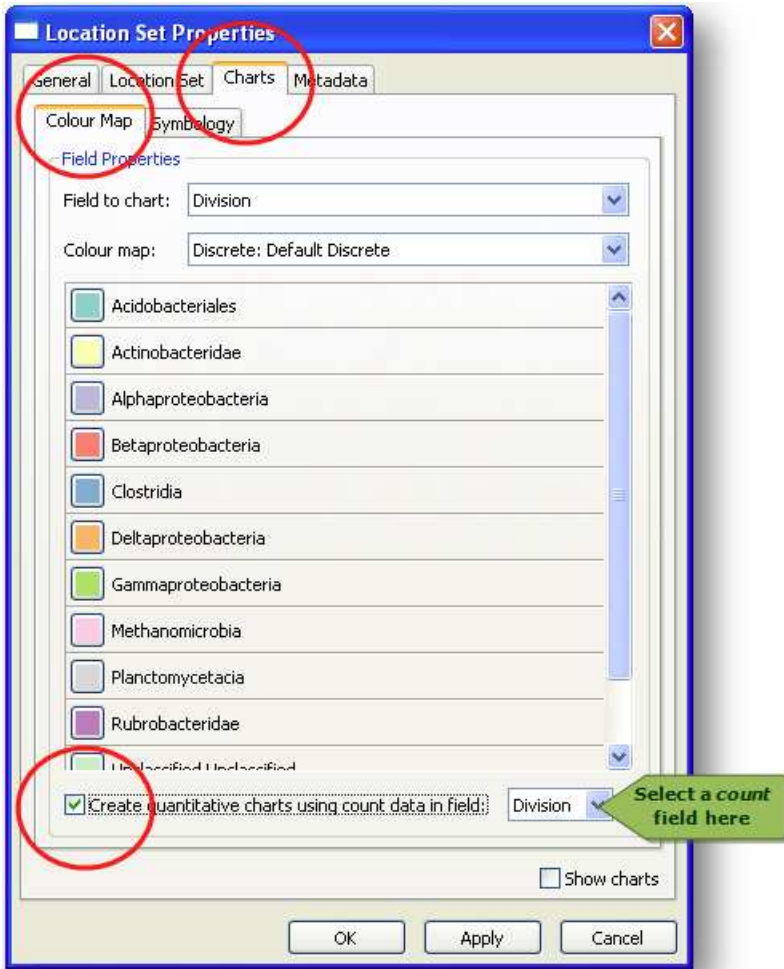 Location Set Properties
General Location Set Charts Metadata
Colour Map Symbology
Field Properties
Field to chart: Division
Colour map: Discrete: Default Discrete
Acidobacteriales
Actinobacteridae
Alphaproteobacteria
Betaproteobacteria
Clostridia
Deltaproteobacteria
Gammaproteobacteria
Methanomicrobia
Planctomycetacia
Rubrobacteridae
Unclassified Unclassified
Create quantitative charts using count data in field: Division
Select a count
field here
Show charts
OK Apply Cancel